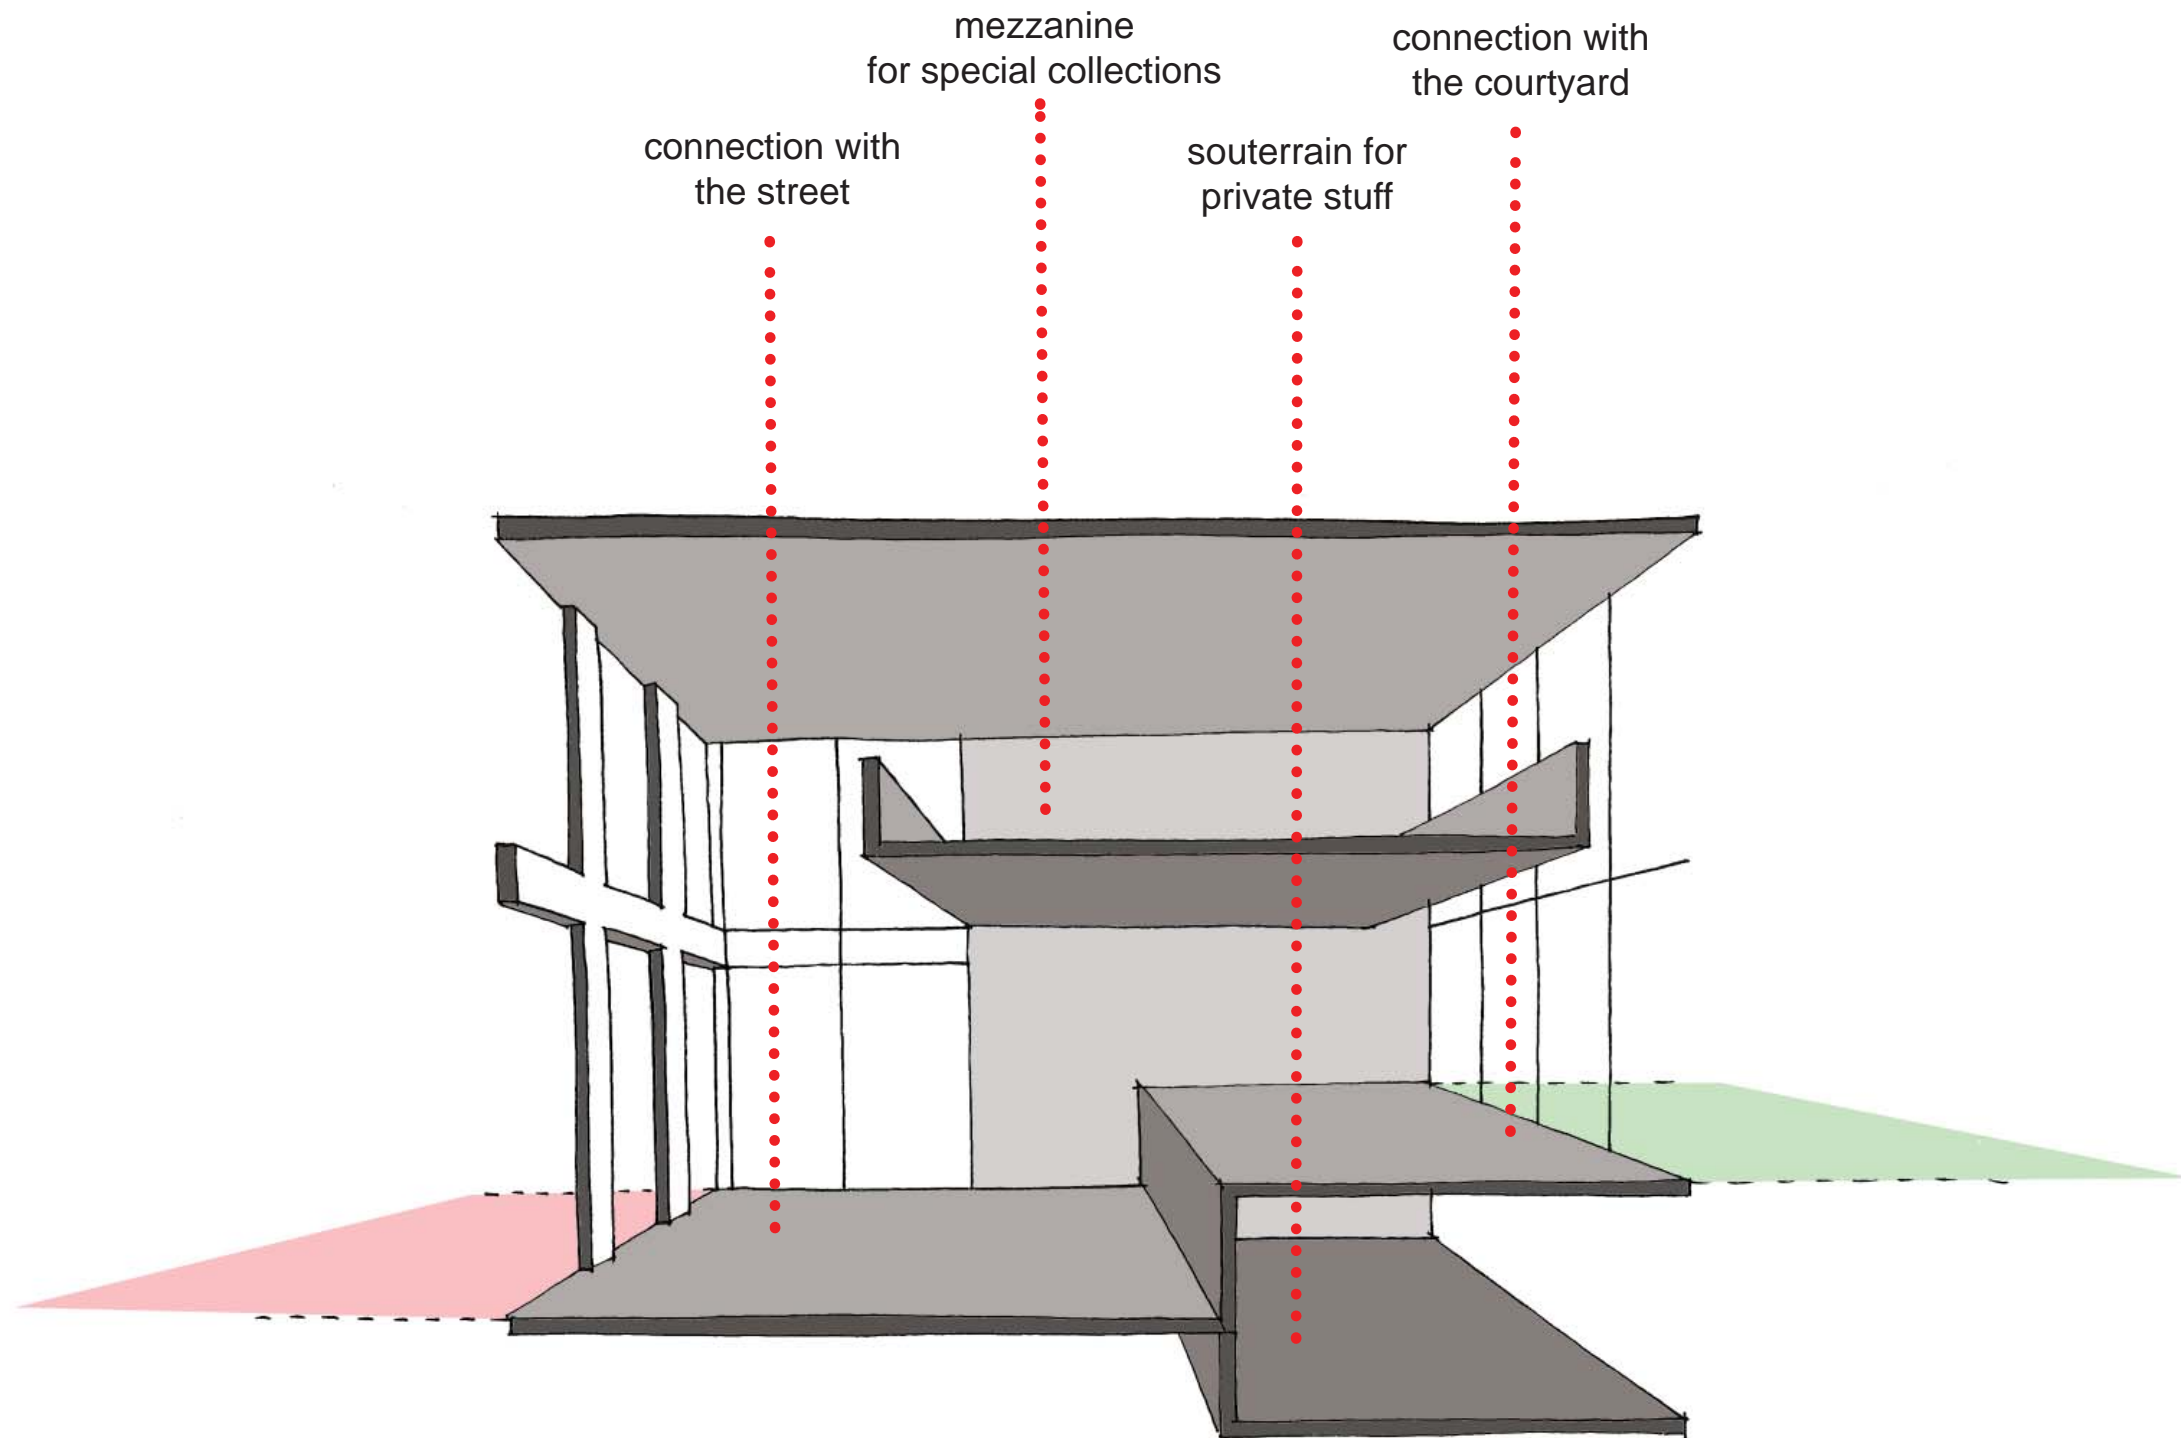 mezzanine
for special collections
connection with
the courtyard
connection with
the street
souterrain for
private stuff